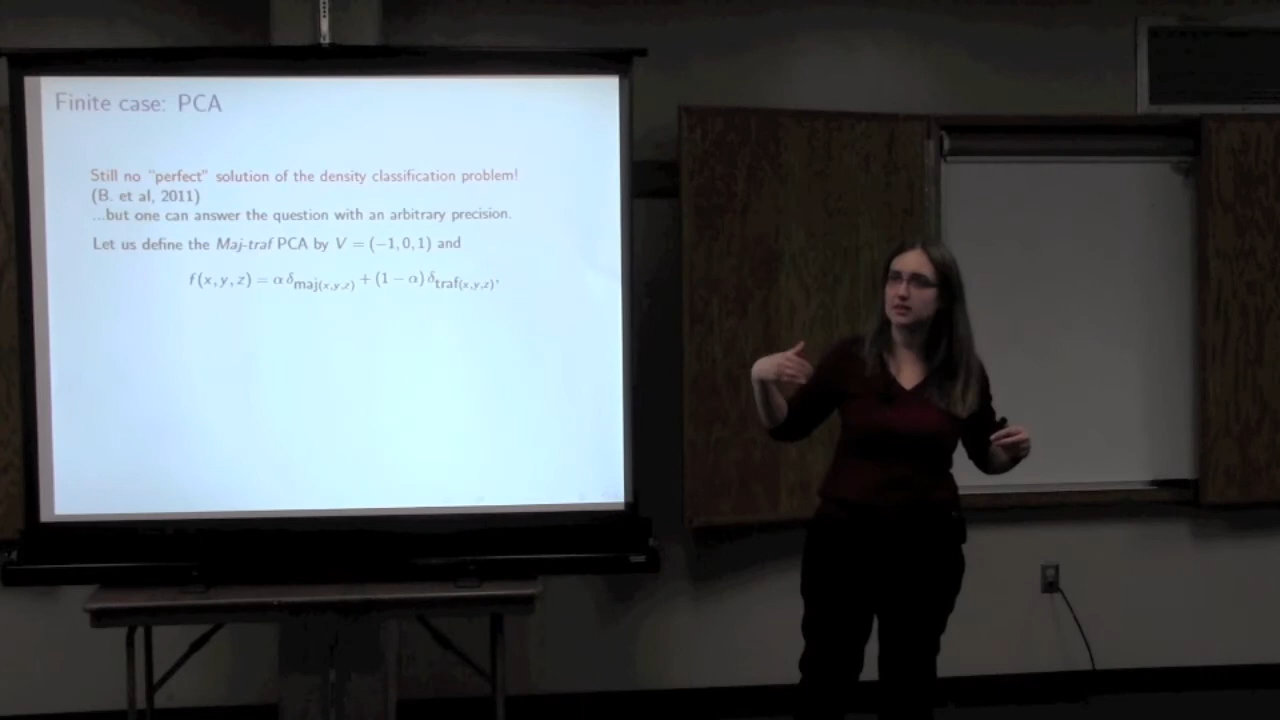 Finite case: PCA
Still no “perfect” solution of the density classification problem!
(B. et al, 2011)
...but one can answer the question with an arbitrary precision.
Let us define the Maj-traf PCA by V = (−1, 0, 1) and
f(x, y, z) = α δ_maj(x,y,z) + (1 − α) δ_traf(x,y,z),